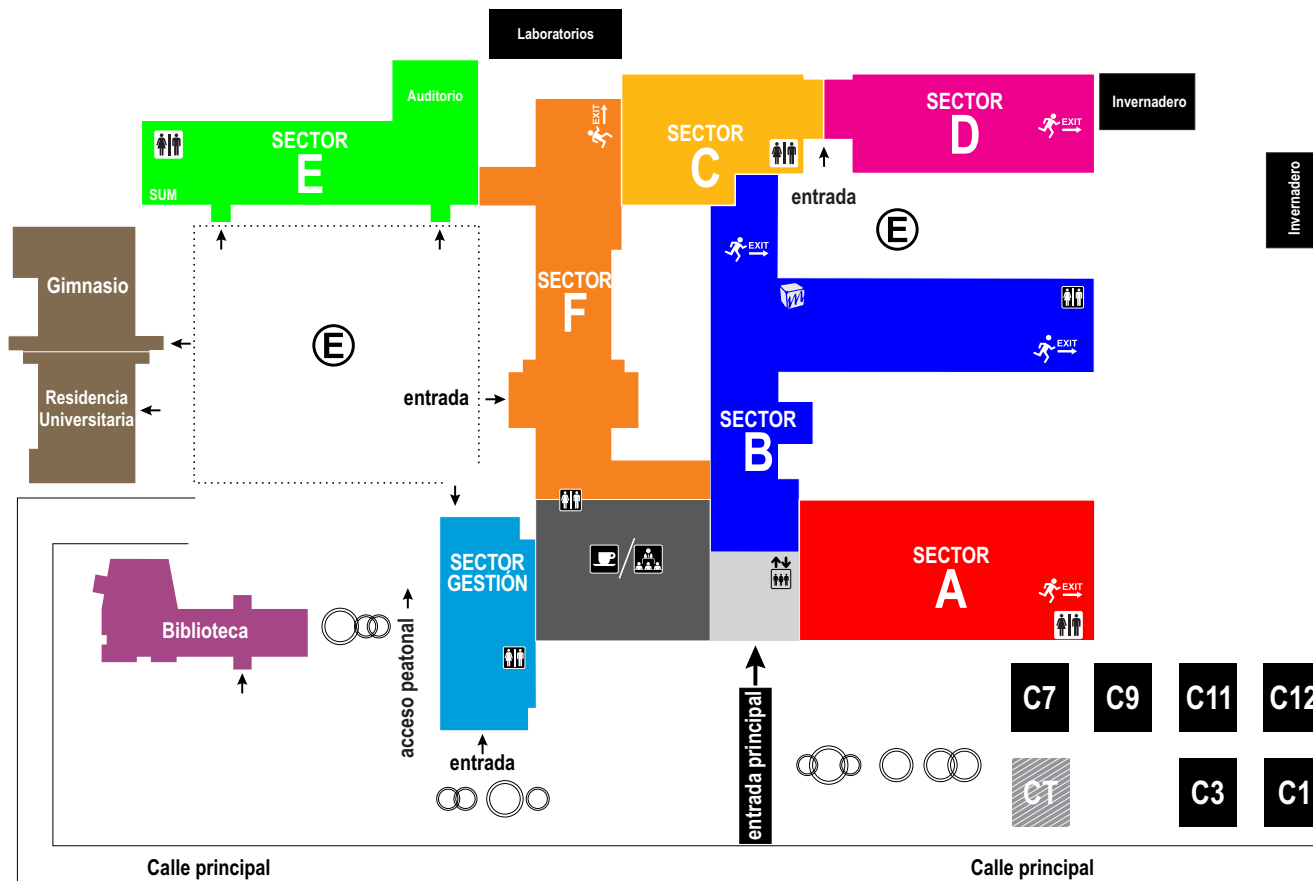 Laboratorios
Auditorio
SECTOR
E
SUM
EXIT
SECTOR
C
SECTOR
D
EXIT
Invernadero
entrada
Invernadero
E
EXIT
Gimnasio
SECTOR
F
E
EXIT
Residencia
Universitaria
entrada
SECTOR
B
SECTOR
GESTIÓN
SECTOR
A
EXIT
Biblioteca
acceso peatonal
entrada
entrada principal
C7
C9
C11
C12
CT
C3
C1
Calle principal
Calle principal